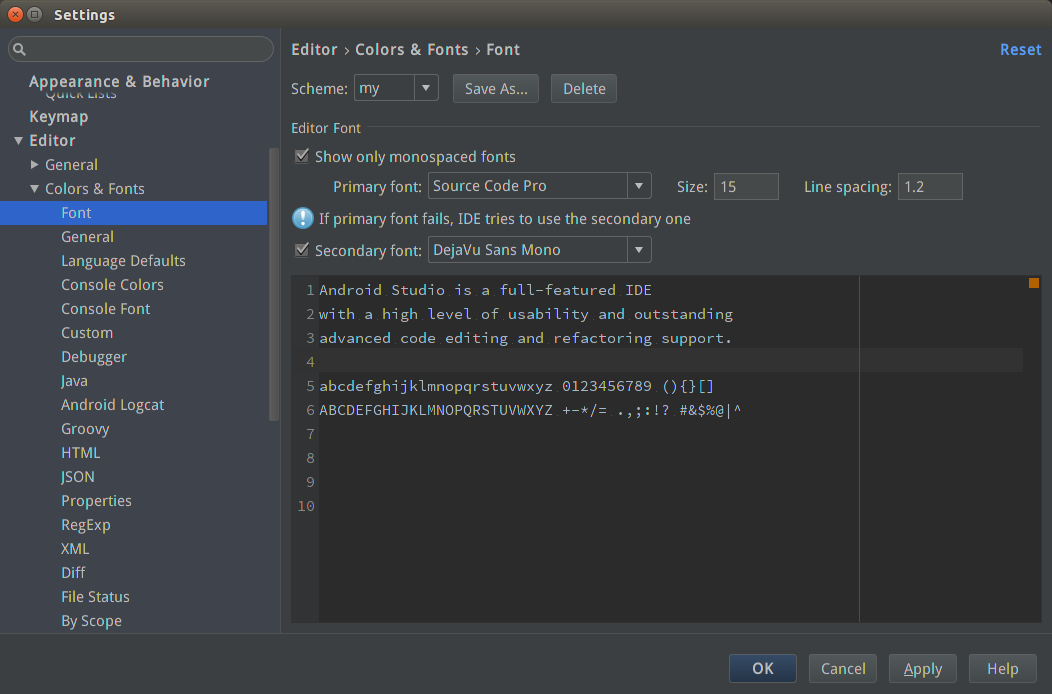 Settings
Appearance & Behavior
Quick Lists
Keymap
Editor
General
Colors & Fonts
Font
General
Language Defaults
Console Colors
Console Font
Custom
Debugger
Java
Android Logcat
Groovy
HTML
JSON
Properties
RegExp
XML
Diff
File Status
By Scope
Editor › Colors & Fonts › Font
Reset
Scheme: my Save As... Delete
Editor Font
Show only monospaced fonts
Primary font: Source Code Pro Size: 15 Line spacing: 1.2
If primary font fails, IDE tries to use the secondary one
Secondary font: DejaVu Sans Mono
1 Android Studio is a full-featured IDE
2 with a high level of usability and outstanding
3 advanced code editing and refactoring support.
4
5 abcdefghijklmnopqrstuvwxyz 0123456789 (){}[]
6 ABCDEFGHIJKLMNOPQRSTUVWXYZ +-*/= .,;:!? #&$%@|^
7
8
9
10
OK Cancel Apply Help